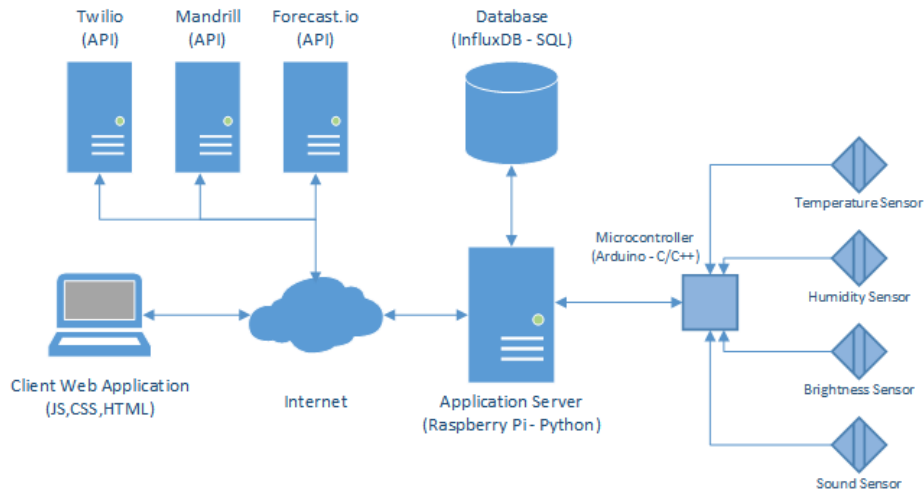 Twilio
(API)
Mandrill
(API)
Forecast.io
(API)
Database
(InfluxDB - SQL)
Temperature Sensor
Microcontroller
(Arduino - C/C++)
Humidity Sensor
Client Web Application
(JS,CSS,HTML)
Internet
Application Server
(Raspberry Pi - Python)
Brightness Sensor
Sound Sensor